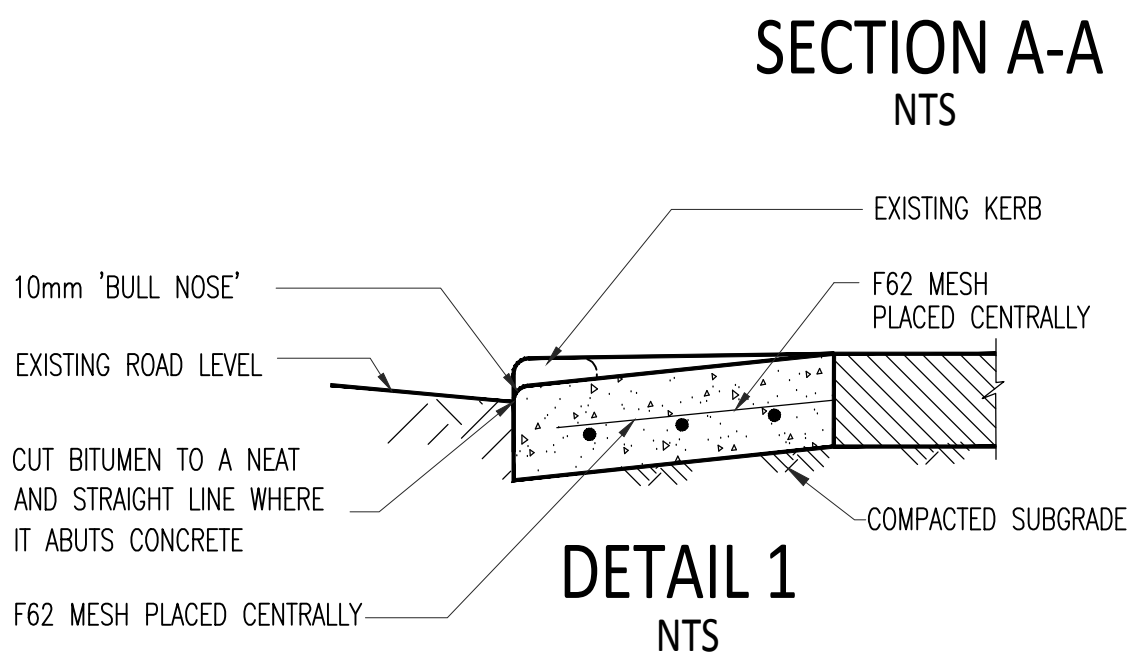 SECTION A-A
NTS
EXISTING KERB
10mm 'BULL NOSE'
F62 MESH
PLACED CENTRALLY
EXISTING ROAD LEVEL
CUT BITUMEN TO A NEAT
AND STRAIGHT LINE WHERE
IT ABUTS CONCRETE
COMPACTED SUBGRADE
DETAIL 1
NTS
F62 MESH PLACED CENTRALLY